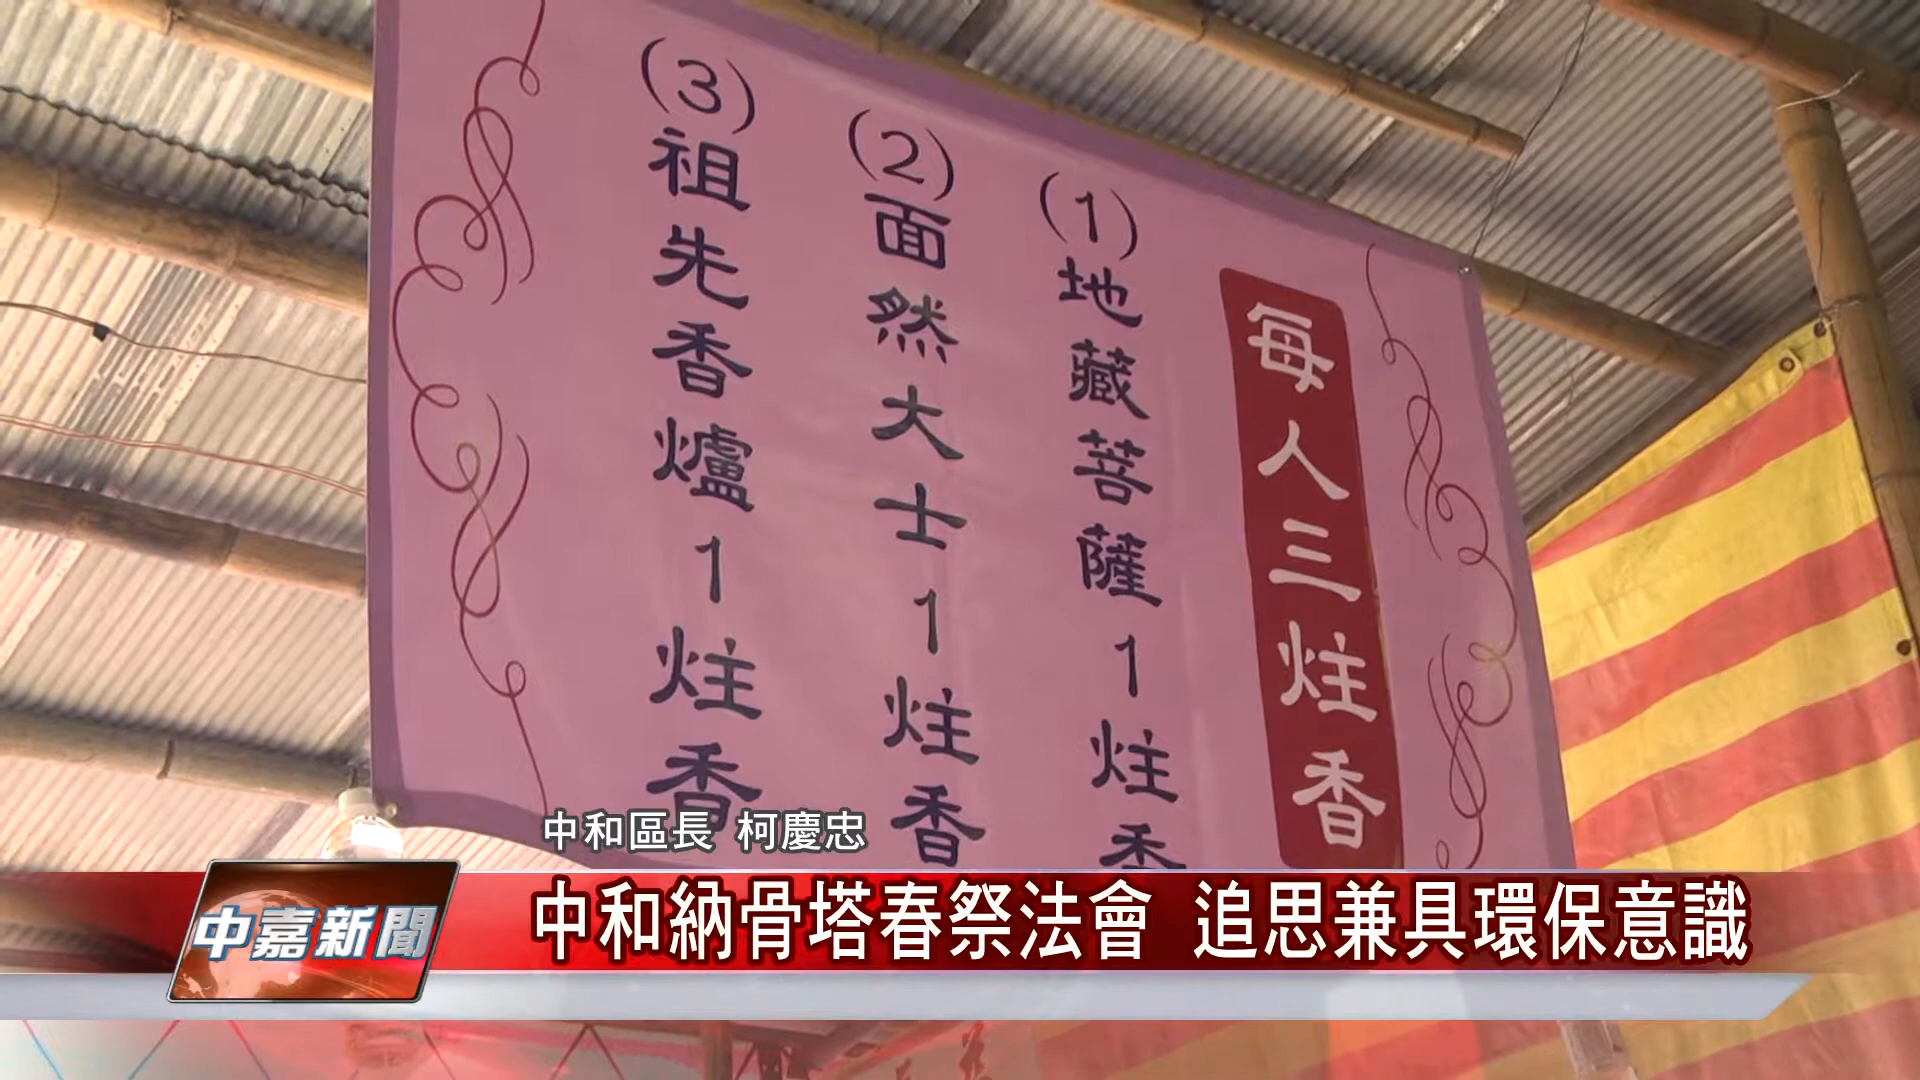 每人三炷香
(1)地藏菩薩1炷香
(2)面然大士1炷香
(3)祖先香爐1炷香
中和區長 柯慶忠
中嘉新聞
中和納骨塔春祭法會 追思兼具環保意識